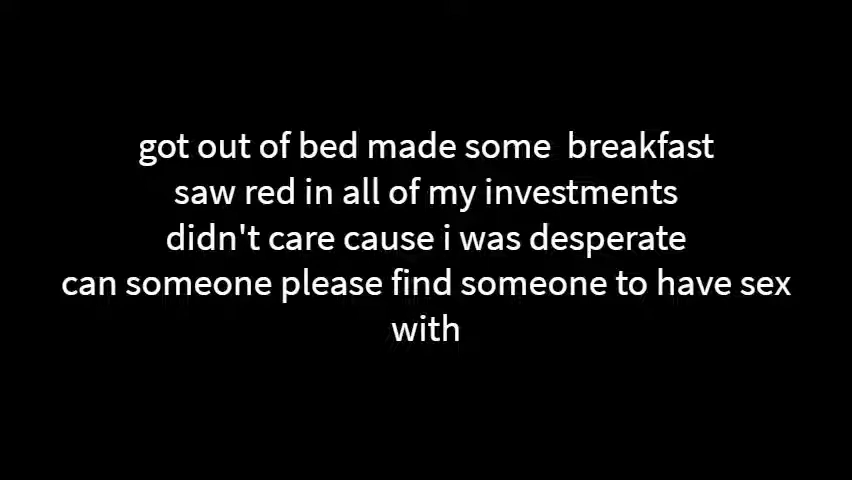 got out of bed made some  breakfast
saw red in all of my investments
didn't care cause i was desperate
can someone please find someone to have sex
with